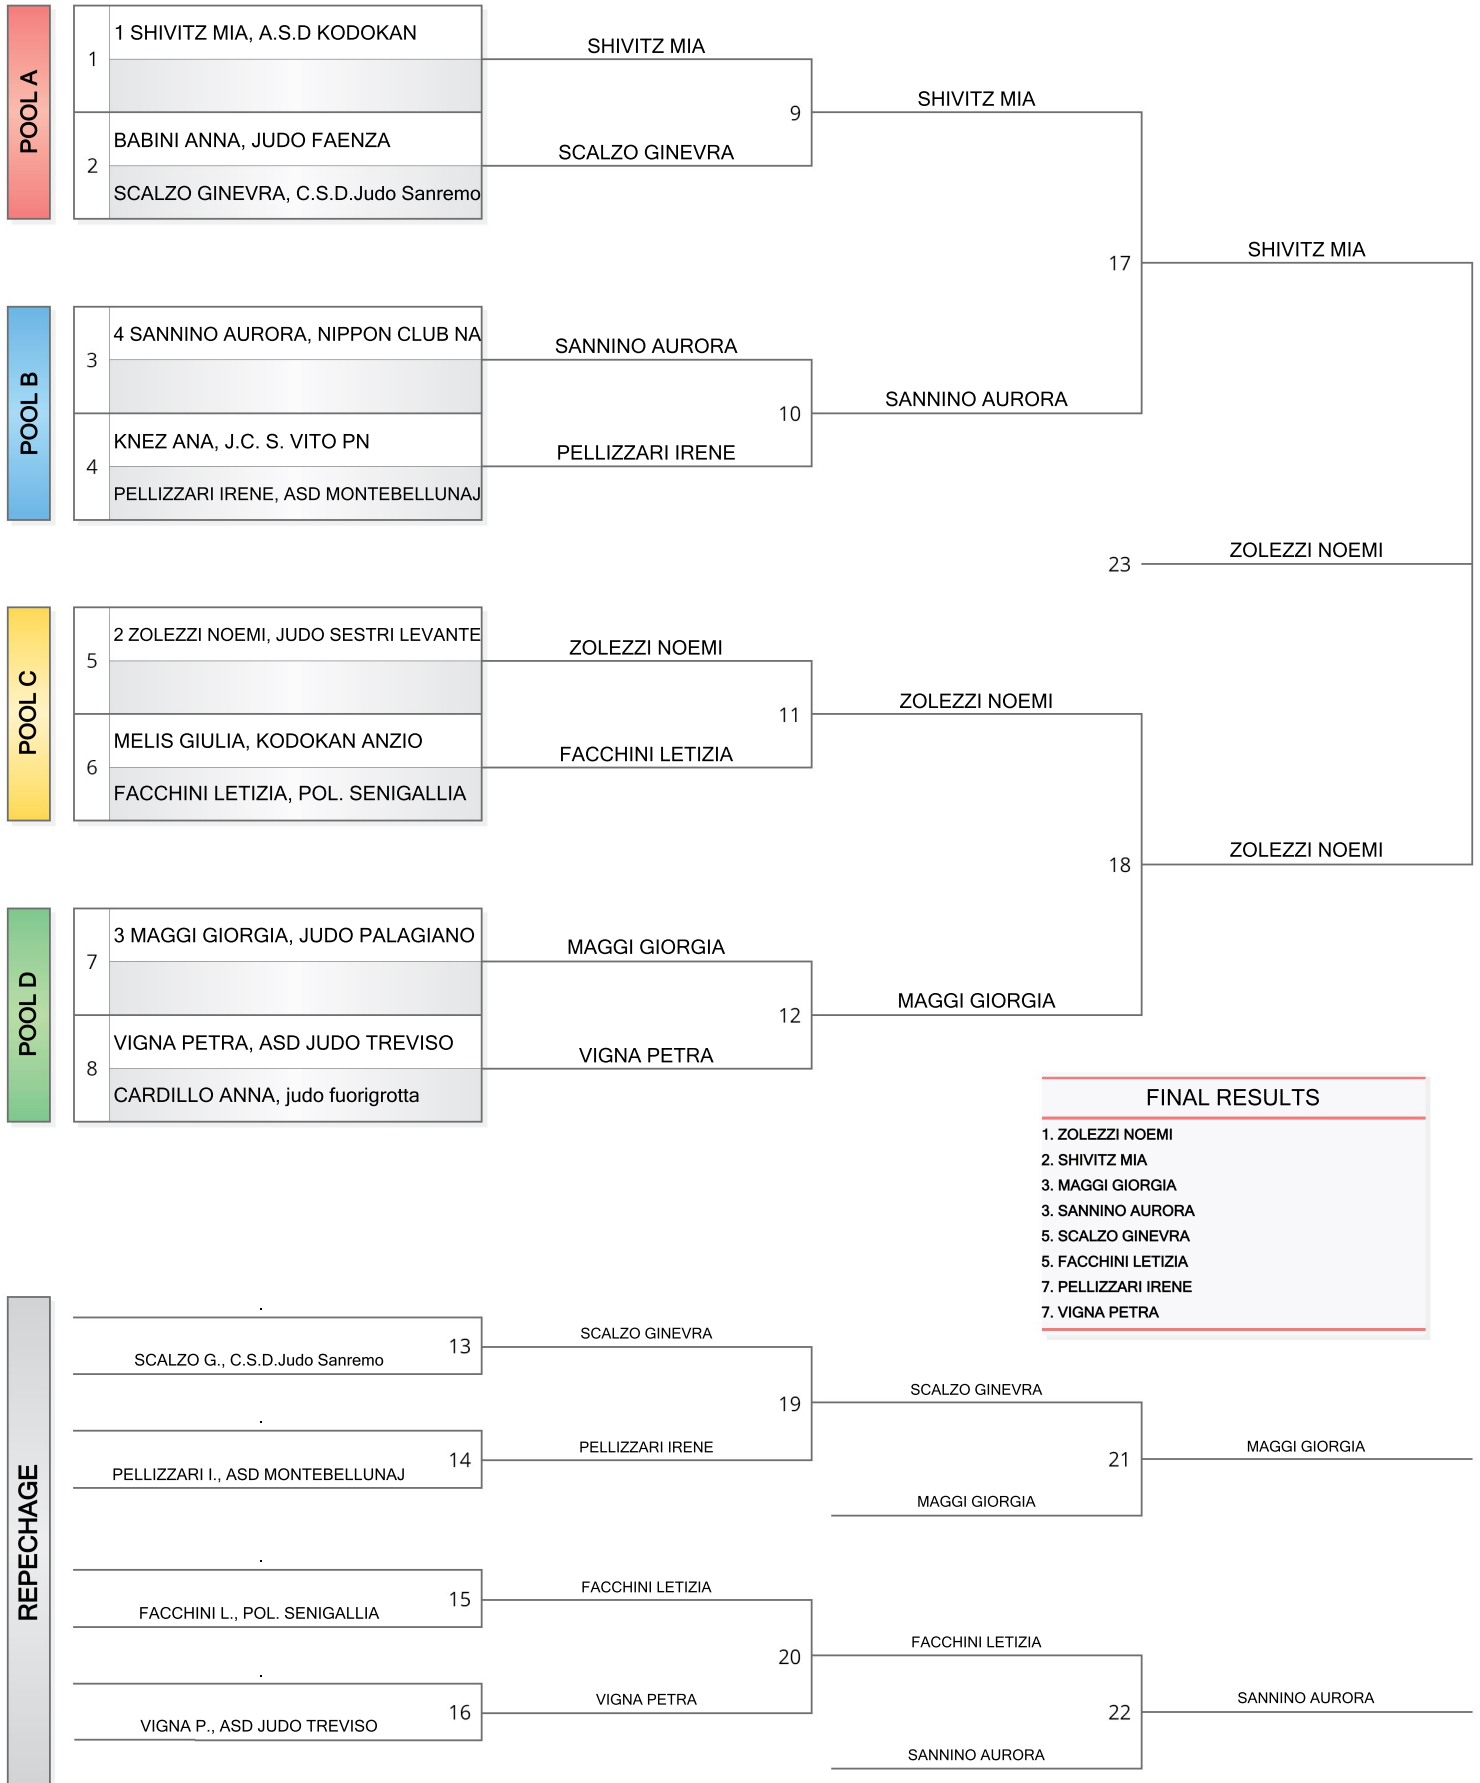 POOL A
1
1 SHIVITZ MIA, A.S.D KODOKAN
2
BABINI ANNA, JUDO FAENZA
SCALZO GINEVRA, C.S.D.Judo Sanremo
SHIVITZ MIA
SCALZO GINEVRA
9
SHIVITZ MIA
17
SHIVITZ MIA
POOL B
3
4 SANNINO AURORA, NIPPON CLUB NA
4
KNEZ ANA, J.C. S. VITO PN
PELLIZZARI IRENE, ASD MONTEBELLUNAJ
SANNINO AURORA
PELLIZZARI IRENE
10
SANNINO AURORA
23
ZOLEZZI NOEMI
POOL C
5
2 ZOLEZZI NOEMI, JUDO SESTRI LEVANTE
6
MELIS GIULIA, KODOKAN ANZIO
FACCHINI LETIZIA, POL. SENIGALLIA
ZOLEZZI NOEMI
FACCHINI LETIZIA
11
ZOLEZZI NOEMI
18
ZOLEZZI NOEMI
POOL D
7
3 MAGGI GIORGIA, JUDO PALAGIANO
8
VIGNA PETRA, ASD JUDO TREVISO
CARDILLO ANNA, judo fuorigrotta
MAGGI GIORGIA
VIGNA PETRA
12
MAGGI GIORGIA
FINAL RESULTS
1. ZOLEZZI NOEMI
2. SHIVITZ MIA
3. MAGGI GIORGIA
3. SANNINO AURORA
5. SCALZO GINEVRA
5. FACCHINI LETIZIA
7. PELLIZZARI IRENE
7. VIGNA PETRA
REPECHAGE
.
SCALZO G., C.S.D.Judo Sanremo
13
SCALZO GINEVRA
.
PELLIZZARI I., ASD MONTEBELLUNAJ
14
PELLIZZARI IRENE
19
SCALZO GINEVRA
MAGGI GIORGIA
21
MAGGI GIORGIA
.
FACCHINI L., POL. SENIGALLIA
15
FACCHINI LETIZIA
.
VIGNA P., ASD JUDO TREVISO
16
VIGNA PETRA
20
FACCHINI LETIZIA
SANNINO AURORA
22
SANNINO AURORA